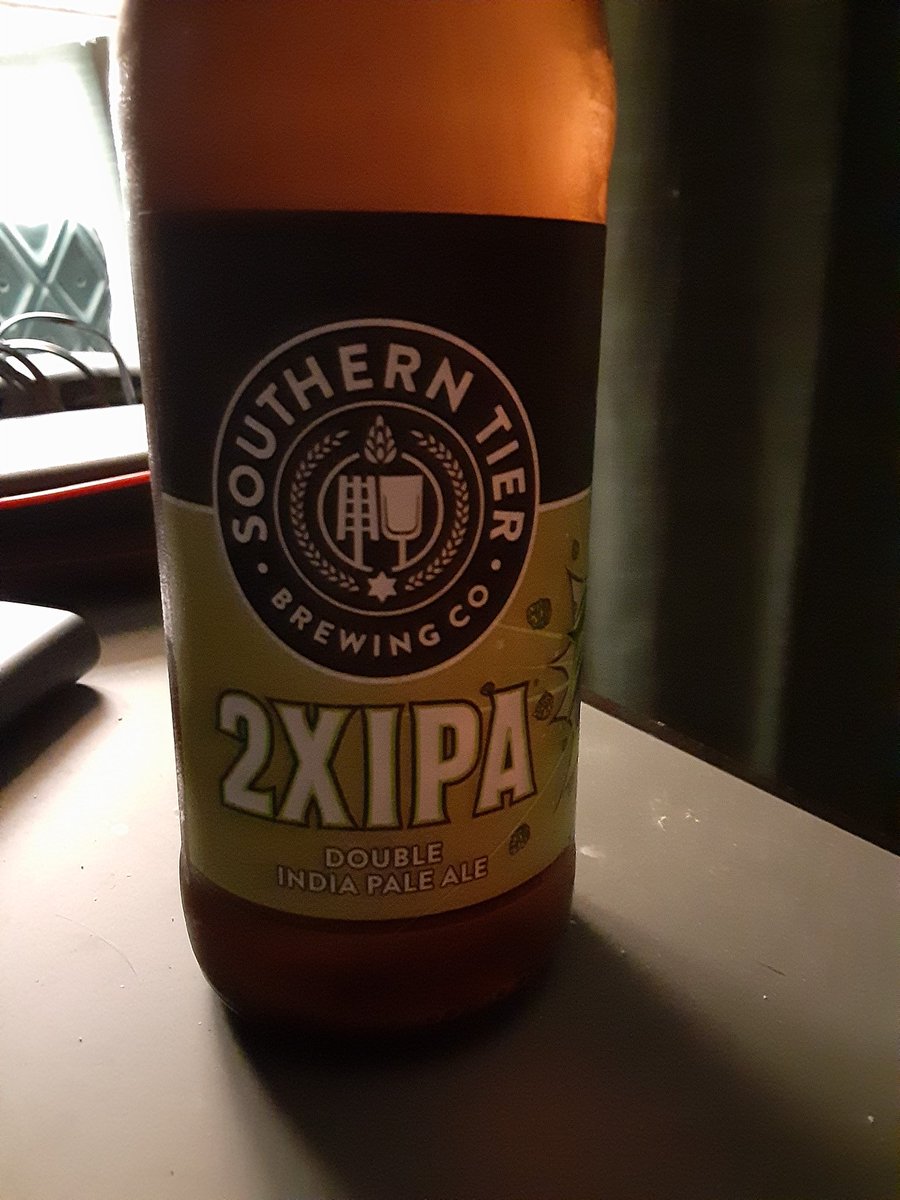 SOUTHERN TIER
• BREWING CO •
2XIPA
DOUBLE
INDIA PALE ALE